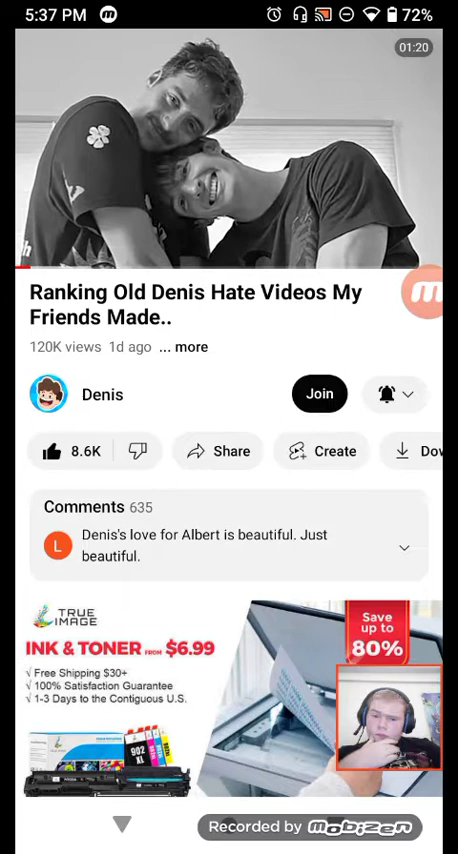 5:37 PM
72%
01:20
Ranking Old Denis Hate Videos My
Friends Made..
120K views 1d ago ... more
Denis
Join
8.6K
Share
Create
Dov
Comments 635
L
Denis's love for Albert is beautiful. Just
beautiful.
TRUE
IMAGE
INK & TONER FROM $6.99
√ Free Shipping $30+
√ 100% Satisfaction Guarantee
√ 1-3 Days to the Contiguous U.S.
Save
up to
80%
902
XL
Recorded by mobizen